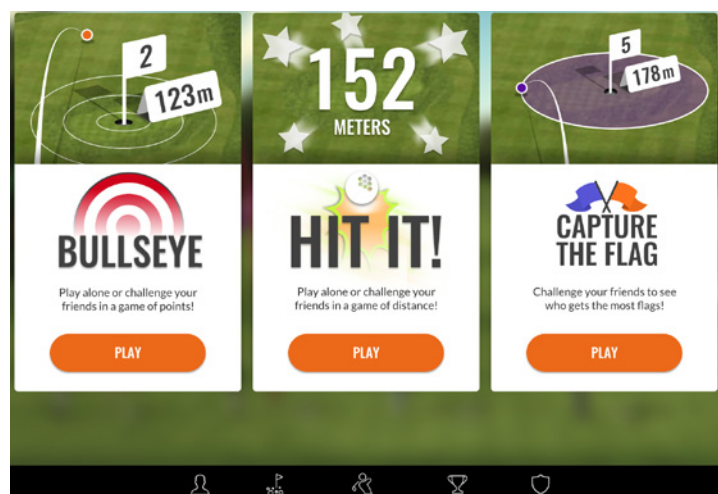 2
123m
BULLSEYE
Play alone or challenge your
friends in a game of points!
PLAY
152
METERS
HIT IT!
Play alone or challenge your
friends in a game of distance!
PLAY
5
178m
CAPTURE
THE FLAG
Challenge your friends to see
who gets the most flags!
PLAY